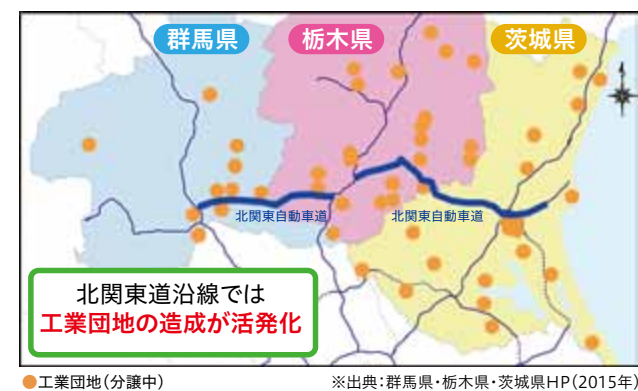 群馬県
栃木県
茨城県
北関東自動車道
北関東自動車道
北関東道沿線では
工業団地の造成が活発化
●工業団地(分譲中)
※出典:群馬県・栃木県・茨城県HP(2015年)